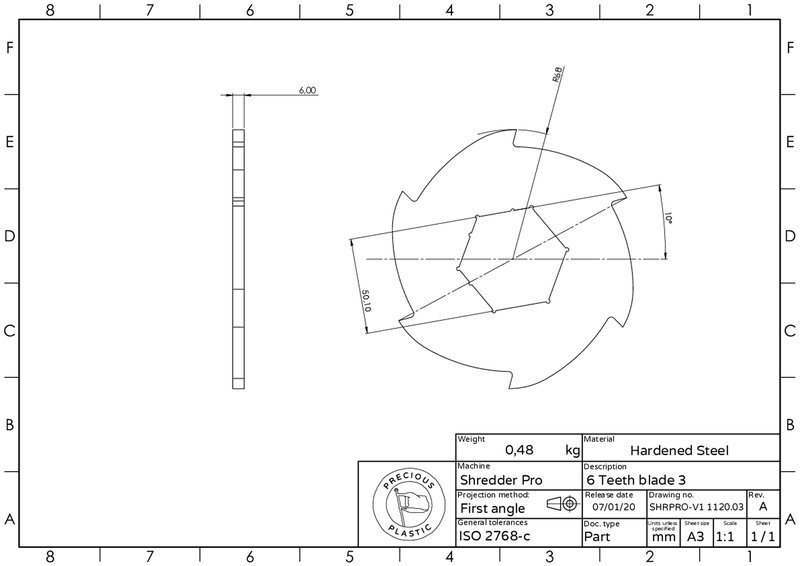 8 7 6 5 4 3 2 1
F F
E E
D D
C C
B B
A A
6.00
R68
10°
50.10
Weight
0,48 kg
Material
Hardened Steel
Machine
Shredder Pro
Description
6 Teeth blade 3
Projection method:
First angle
Release date
07/01/20
Drawing no.
SHRPRO-V1 1120.03
Rev.
A
General tolerances
ISO 2768-c
Doc. type
Part
Units unless
specified
mm
Sheet size
A3
Scale
1:1
Sheet
1 / 1
PRECIOUS
PLASTIC
8 7 6 5 4 3 2 1